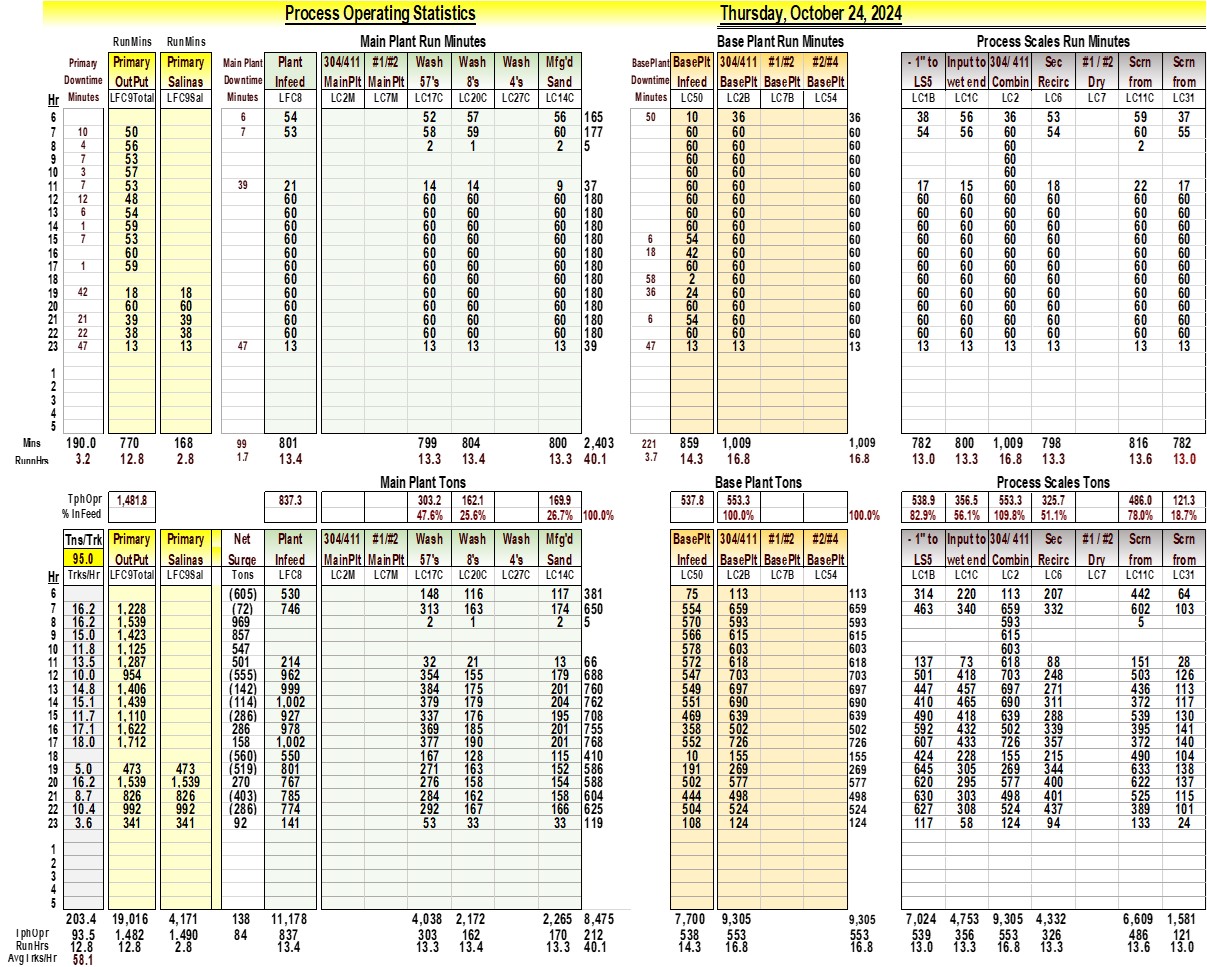 Process Operating Statistics Thursday, October 24, 2024
RunMins RunMins Main Plant Run Minutes Base Plant Run Minutes Process Scales Run Minutes
Primary Primary Primary Main Plant Plant 304/411 #1/#2 Wash Wash Wash Mfg'd BasePlant BasePlt 304/411 #1/#2 #2/#4 - 1" to Input to 304/ 411 Sec #1 / #2 Scrn Scrn
Downtime OutPut Salinas Downtime Infeed MainPlt MainPlt 57's 8's 4's Sand Downtime Infeed BasePlt BasePlt BasePlt LS5 wet end Combin Recirc Dry from from
Hr Minutes LFC9Total LFC9Sal Minutes LFC8 LC2M LC7M LC17C LC20C LC27C LC14C Minutes LC50 LC2B LC7B LC54 LC1B LC1C LC2 LC6 LC7 LC11C LC31
6 6 54 52 57 56 165 50 10 36 36 38 56 36 53 59 37
7 10 50 7 53 58 59 60 177 60 60 60 54 56 60 54 60 55
8 4 56 2 1 2 5 60 60 60 60 2
9 7 53 60 60 60 60
10 3 57 60 60 60 60
11 7 53 39 21 14 14 9 37 60 60 60 17 15 60 18 22 17
12 12 48 60 60 60 60 180 60 60 60 60 60 60 60 60 60
13 6 54 60 60 60 60 180 60 60 60 60 60 60 60 60 60
14 1 59 60 60 60 60 180 60 60 60 60 60 60 60 60 60
15 7 53 60 60 60 60 180 6 54 60 60 60 60 60 60 60 60
16 60 60 60 60 60 180 18 42 60 60 60 60 60 60 60 60
17 1 59 60 60 60 60 180 60 60 60 60 60 60 60 60 60
18 60 60 60 60 180 58 2 60 60 60 60 60 60 60 60
19 42 18 18 60 60 60 60 180 36 24 60 60 60 60 60 60 60 60
20 60 60 60 60 60 60 180 60 60 60 60 60 60 60 60 60
21 21 39 39 60 60 60 60 180 6 54 60 60 60 60 60 60 60 60
22 22 38 38 60 60 60 60 180 60 60 60 60 60 60 60 60 60
23 47 13 13 47 13 13 13 13 39 47 13 13 13 13 13 13 13 13 13
1
2
3
4
5
Mins 190.0 770 168 99 801 799 804 800 2,403 221 859 1,009 1,009 782 800 1,009 798 816 782
RunnHrs 3.2 12.8 2.8 1.7 13.4 13.3 13.4 13.3 40.1 3.7 14.3 16.8 16.8 13.0 13.3 16.8 13.3 13.6 13.0
Main Plant Tons Base Plant Tons Process Scales Tons
TphOpr 1,481.8 837.3 303.2 162.1 169.9 537.8 553.3 538.9 356.5 553.3 325.7 486.0 121.3
% InFeed 47.6% 25.6% 26.7% 100.0% 100.0% 100.0% 82.9% 56.1% 109.8% 51.1% 78.0% 18.7%
Tns/Trk Primary Primary Net Plant 304/411 #1/#2 Wash Wash Wash Mfg'd BasePlt 304/411 #1/#2 #2/#4 - 1" to Input to 304/ 411 Sec #1 / #2 Scrn Scrn
95.0 OutPut Salinas Surge Infeed MainPlt MainPlt 57's 8's 4's Sand Infeed BasePlt BasePlt BasePlt LS5 wet end Combin Recirc Dry from from
Hr Trks/Hr LFC9Total LFC9Sal Tons LFC8 LC2M LC7M LC17C LC20C LC27C LC14C LC50 LC2B LC7B LC54 LC1B LC1C LC2 LC6 LC7 LC11C LC31
6 (605) 530 148 116 117 381 75 113 113 314 220 113 207 442 64
7 16.2 1,228 (72) 746 313 163 174 650 554 659 659 463 340 659 332 602 103
8 16.2 1,539 969 2 1 2 5 570 593 593 593 5
9 15.0 1,423 857 566 615 615 615
10 11.8 1,125 547 578 603 603 603
11 13.5 1,287 501 214 32 21 13 66 572 618 618 137 73 618 88 151 28
12 10.0 954 (555) 962 354 155 179 688 547 703 703 501 418 703 248 503 126
13 14.8 1,406 (142) 999 384 175 201 760 549 697 697 447 457 697 271 436 113
14 15.1 1,439 (114) 1,002 379 179 204 762 551 690 690 410 465 690 311 372 117
15 11.7 1,110 (286) 927 337 176 195 708 469 639 639 490 418 639 288 539 130
16 17.1 1,622 286 978 369 185 201 755 358 502 502 592 432 502 339 395 141
17 18.0 1,712 158 1,002 377 190 201 768 552 726 726 607 433 726 357 372 140
18 (560) 550 167 128 115 410 10 155 155 424 228 155 215 490 104
19 5.0 473 473 (519) 801 271 163 152 586 191 269 269 645 305 269 344 633 138
20 16.2 1,539 1,539 270 767 276 158 154 588 502 577 577 620 295 577 400 622 137
21 8.7 826 826 (403) 785 284 162 158 604 444 498 498 630 303 498 401 525 115
22 10.4 992 992 (286) 774 292 167 166 625 504 524 524 627 308 524 437 389 101
23 3.6 341 341 92 141 53 33 33 119 108 124 124 117 58 124 94 133 24
1
2
3
4
5
203.4 19,016 4,171 138 11,178 4,038 2,172 2,265 8,475 7,700 9,305 9,305 7,024 4,753 9,305 4,332 6,609 1,581
TphOpr 93.5 1,482 1,490 84 837 303 162 170 212 538 553 553 539 356 553 326 486 121
RunHrs 12.8 12.8 2.8 13.4 13.3 13.4 13.3 40.1 14.3 16.8 16.8 13.0 13.3 16.8 13.3 13.6 13.0
Avg Trks/Hr 58.1